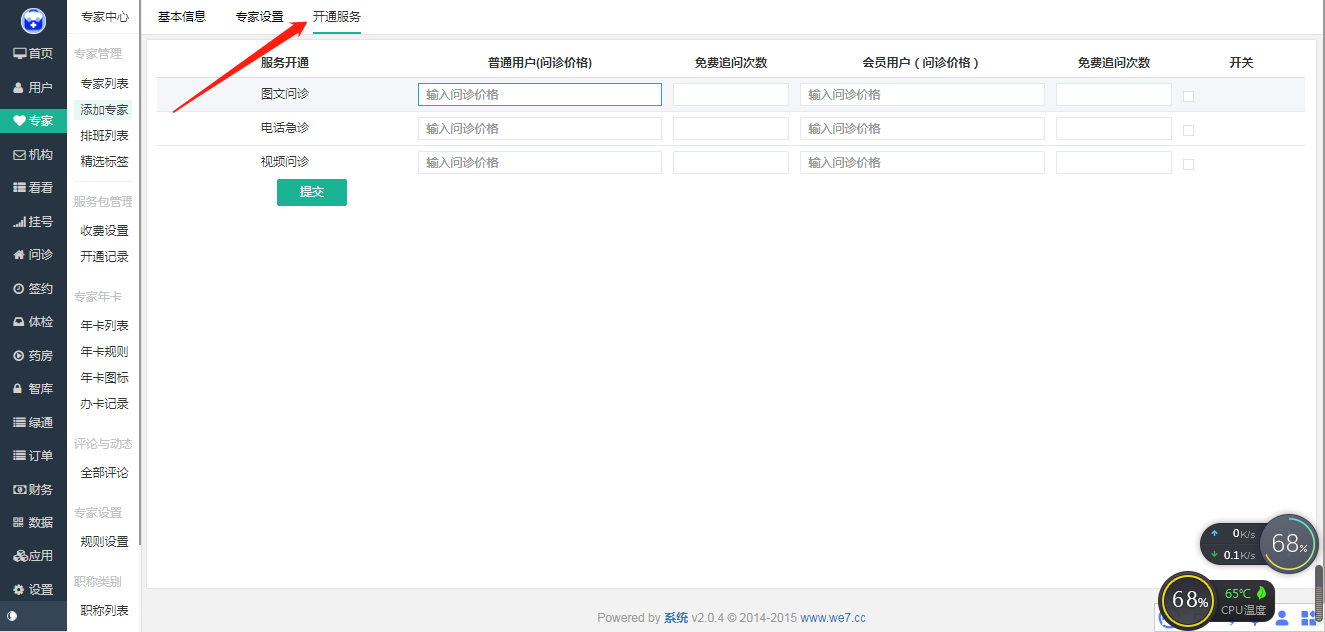 首页
用户
专家
机构
看看
挂号
问诊
签约
体检
药房
智库
绿通
订单
财务
数据
应用
设置
专家中心
专家管理
专家列表
添加专家
排班列表
精选标签
服务包管理
收费设置
开通记录
专家年卡
年卡列表
年卡规则
年卡图标
办卡记录
评论与动态
全部评论
专家设置
规则设置
职称类别
职称列表
基本信息 专家设置 开通服务
服务开通 普通用户(问诊价格) 免费追问次数 会员用户（问诊价格） 免费追问次数 开关
图文问诊 输入问诊价格 输入问诊价格
电话急诊 输入问诊价格 输入问诊价格
视频问诊 输入问诊价格 输入问诊价格
提交
0K/s
0.1K/s
68%
68%
65℃
CPU温度
Powered by 系统 v2.0.4 © 2014-2015 www.we7.cc